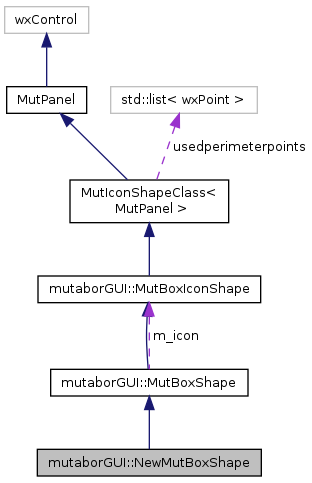 wxControl
MutPanel
std::list< wxPoint >
usedperimeterpoints
MutIconShapeClass<
MutPanel >
mutaborGUI::MutBoxIconShape
m_icon
mutaborGUI::MutBoxShape
mutaborGUI::NewMutBoxShape